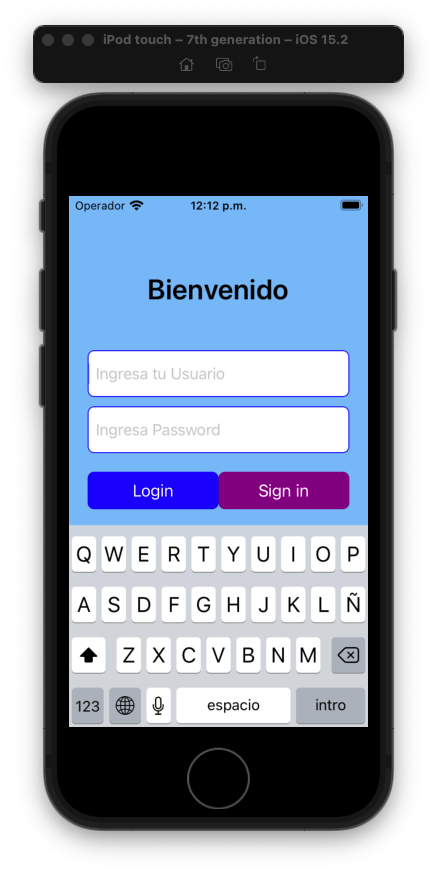 iPod touch – 7th generation – iOS 15.2
Operador 12:12 p.m.
Bienvenido
Ingresa tu Usuario
Ingresa Password
Login Sign in
Q W E R T Y U I O P
A S D F G H J K L Ñ
Z X C V B N M
123 espacio intro